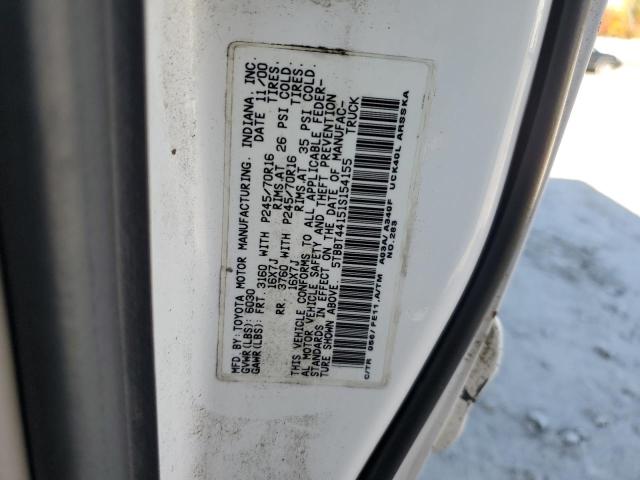 MFD BY: TOYOTA MOTOR MANUFACTURING. INDIANA, INC.
GVWR(LBS): 6030 DATE 11/00
GAWR(LBS): FRT. 3160 WITH P245/70R16 TIRES.
16X7J RIMS.AT 26 PSI COLD.
RR 3760 WITH P245/70R16 TIRES.
16X7J RIMS.AT 35 PSI COLD.
THIS VEHICLE CONFORMS TO ALL APPLICABLE FEDER-
AL MOTOR VEHICLE SAFETY AND THEFT PREVENTION
STANDARDS IN EFFECT ON THE DATE OF MANUFAC-
TURE SHOWN ABOVE. 5TBBT44151S154155 TRUCK
C/TR 056/FE11,A/TM A03A/A340F UCK40L ARSSKA
NO.283